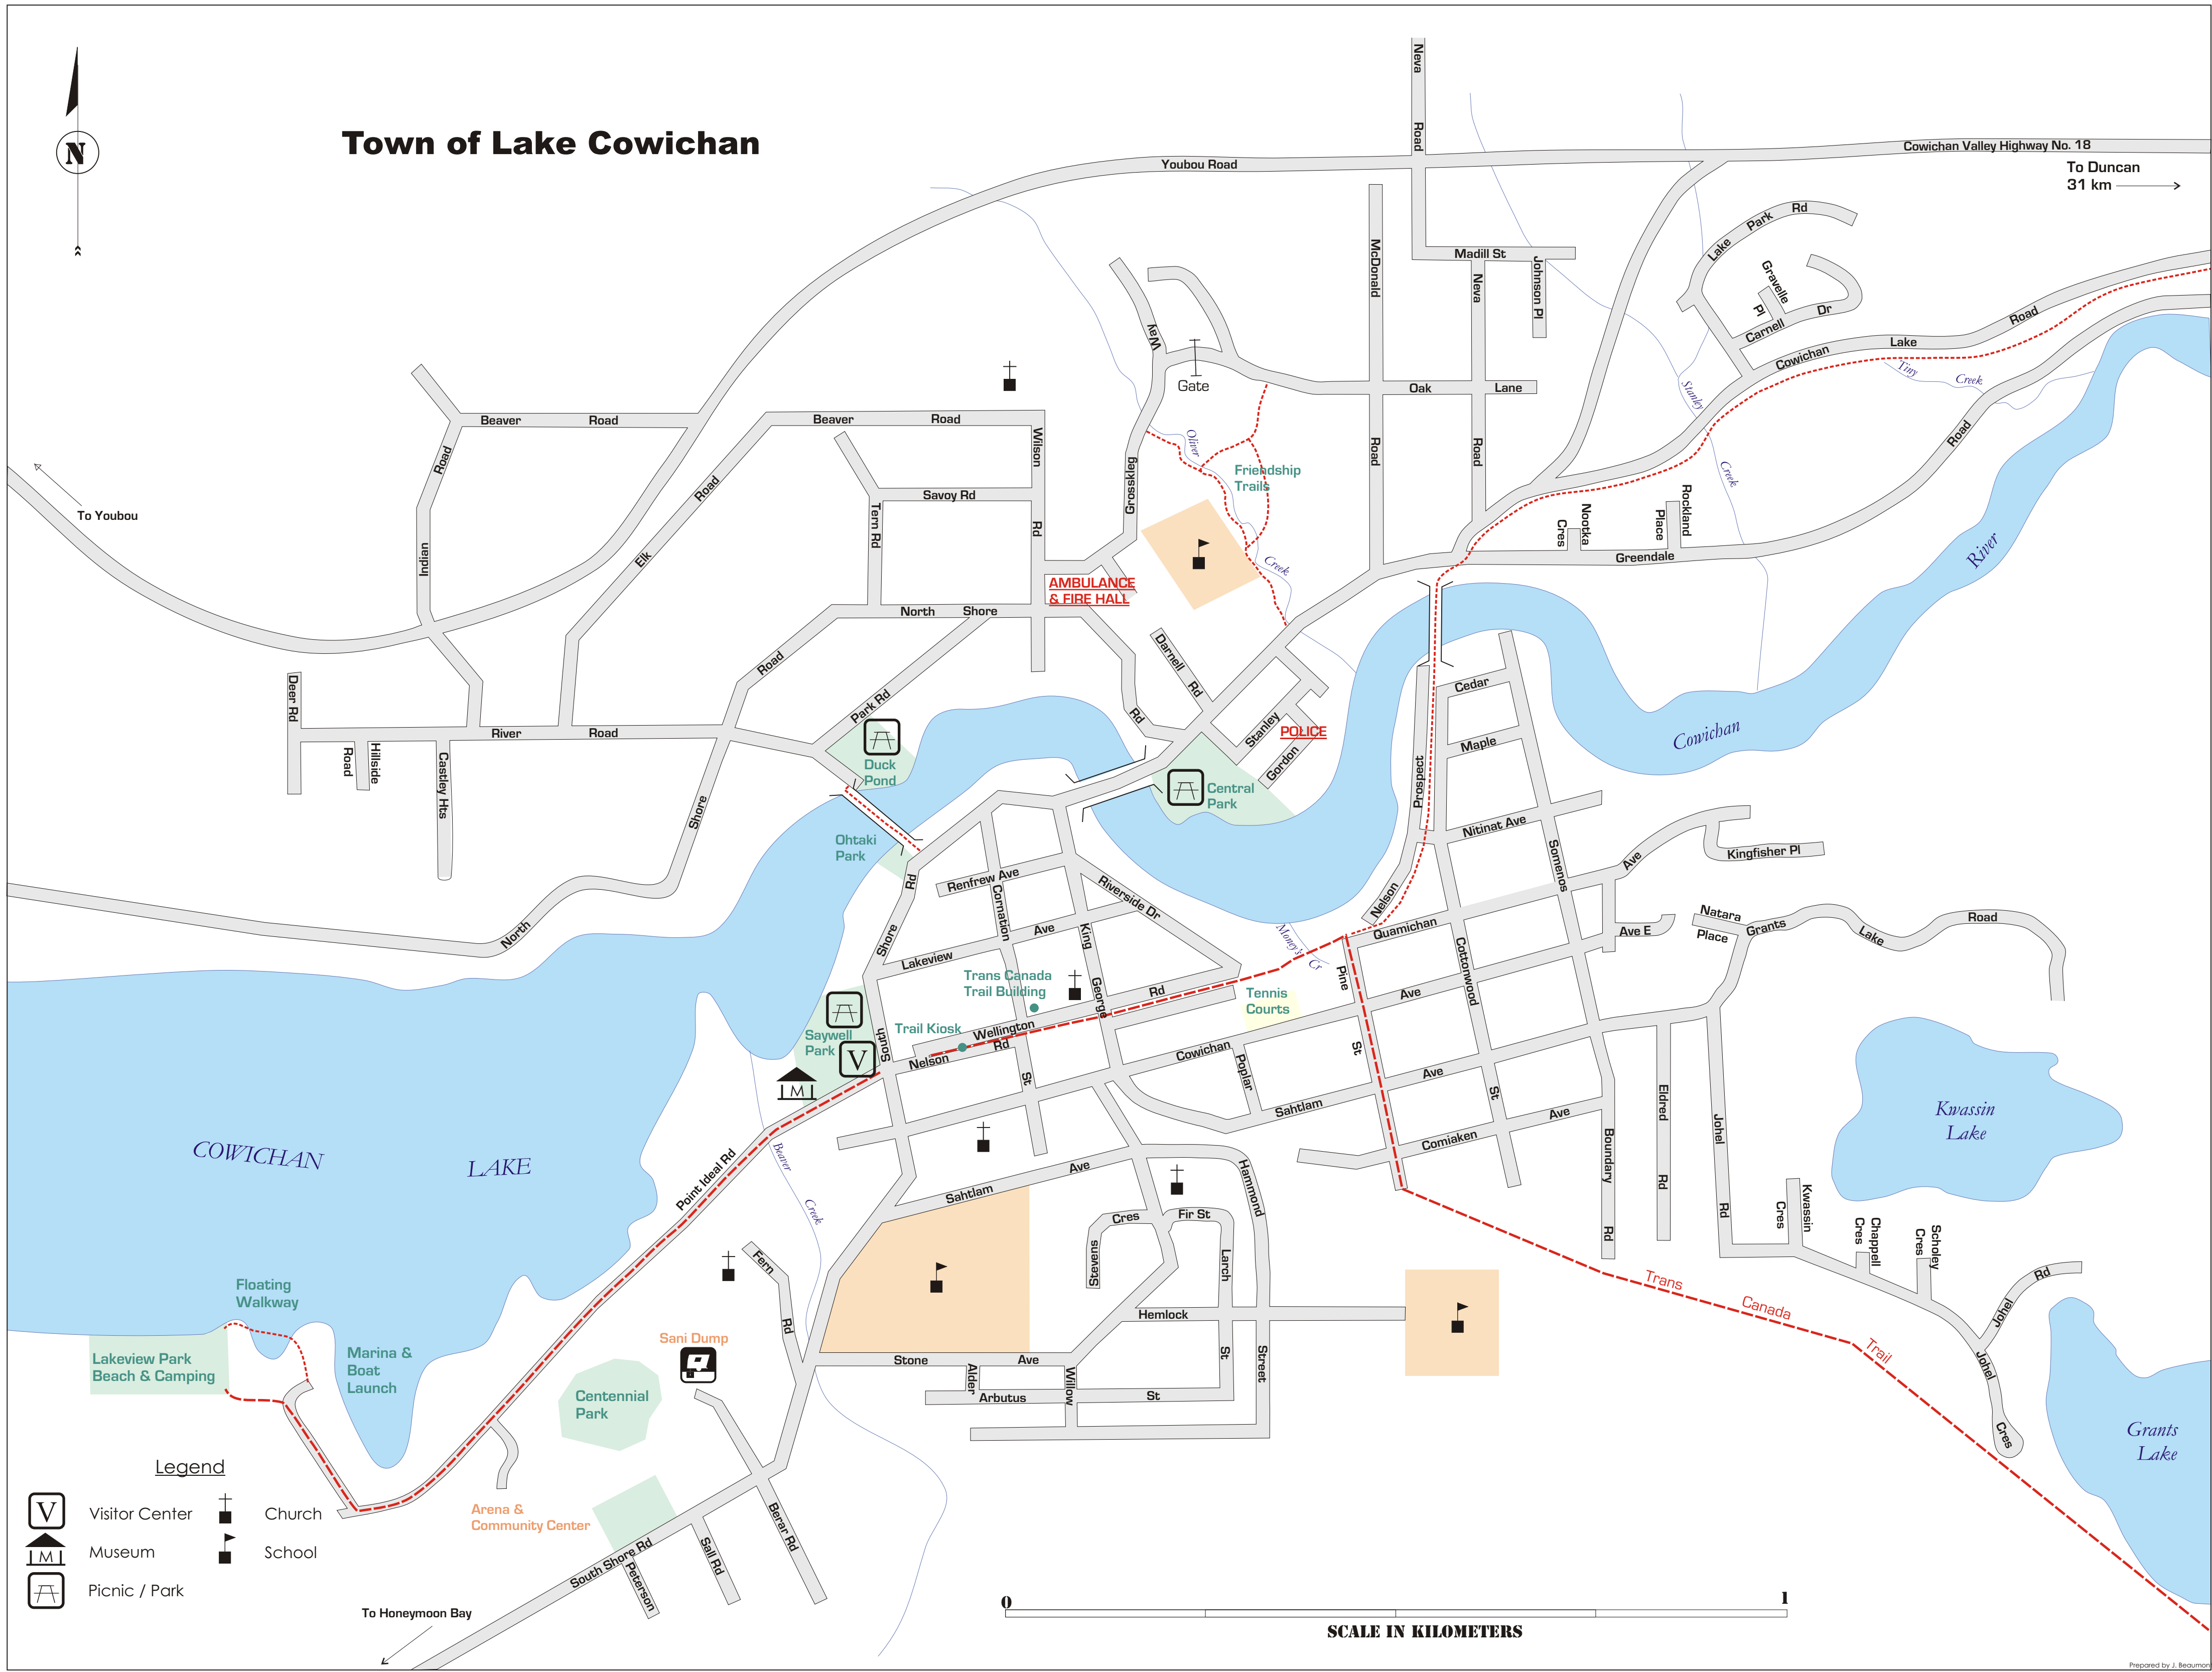 Town of Lake Cowichan
N
Neva
Road
Youbou Road
Cowichan Valley Highway No. 18
To Duncan
31 km
Lake Park Rd
Gravelle
Pl
Carnell Dr
Madill St
Johnson Pl
McDonald
Road
Neva
Road
Way
Gate
Oak Lane
Cowichan Lake Road
Tiny Creek
Stanley
Creek
Beaver Road
Beaver Road
Wilson
Rd
Grosskleg
Oliver
Creek
Friendship
Trails
Savoy Rd
Tern Rd
Road
Indian
Elk Road
To Youbou
Nootka
Cres
Rockland
Place
Greendale
Road
River
Cowichan
AMBULANCE
& FIRE HALL
North Shore
Road
Rd
Darnell Rd
Park Rd
Deer Rd
River Road
Hillside
Road
Castley Hts
Shore
North
Duck
Pond
Ohtaki
Park
Stanley
POLICE
Gordon
Central
Park
Cedar
Maple
Prospect
Nitinat Ave
Somenos
Nelson
Quamichan
Ave
Kingfisher Pl
Ave E
Natara
Place
Grants Lake Road
Renfrew Ave
Cornation
Riverside Dr
Rd
Shore
Lakeview Ave
King
George
Money's
Cr
Pine
St
Cottonwood
St
Trans Canada
Trail Building
Rd
Tennis
Courts
Trail Kiosk
Wellington
Nelson Rd
South
Saywell
Park
V
M
St
Cowichan Ave
Poplar
Sahtlam Ave
Comiaken Ave
Boundary
Rd
Eldred
Rd
Johel
Rd
Kwassin
Lake
COWICHAN LAKE
Point Ideal Rd
Beaver
Creek
Sahtlam Ave
Hammond
Street
Cres
Stevens
Fir St
Larch
St
Hemlock
Kwassin
Cres
Chappell
Cres
Scholey
Cres
Johel Rd
Johel
Cres
Grants
Lake
Trans Canada Trail
Floating
Walkway
Lakeview Park
Beach & Camping
Marina &
Boat
Launch
Fern
Rd
Sani Dump
Centennial
Park
Stone Ave
Alder
Willow
Arbutus St
Arena &
Community Center
Berar Rd
Sall Rd
South Shore Rd
Peterson
To Honeymoon Bay
Legend
V Visitor Center
Church
M Museum
School
Picnic / Park
0 1
SCALE IN KILOMETERS
Prepared by J. Beaumont